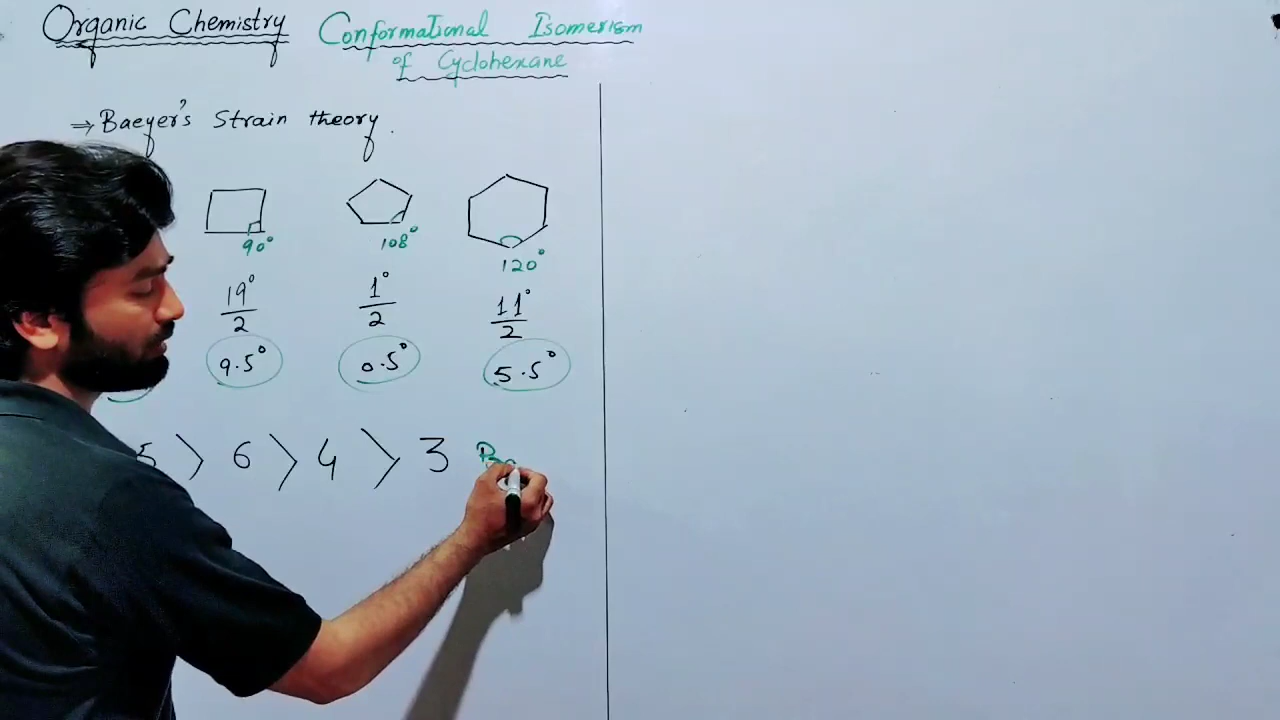 Organic Chemistry Conformational Isomerism
of Cyclohexane
⇒ Baeyer's Strain theory.
90° 108° 120°
19°/2 1°/2 11°/2
9.5° 0.5° 5.5°
5 > 6 > 4 > 3